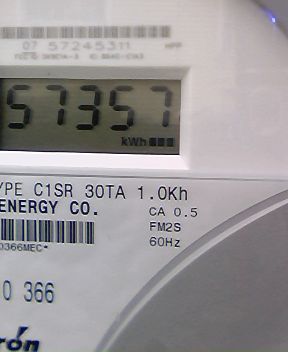 07 57245311
57357
kWh
YPE C1SR 30TA 1.0Kh
ENERGY CO.
CA 0.5
FM2S
60Hz
0366MEC*
0 366
rón